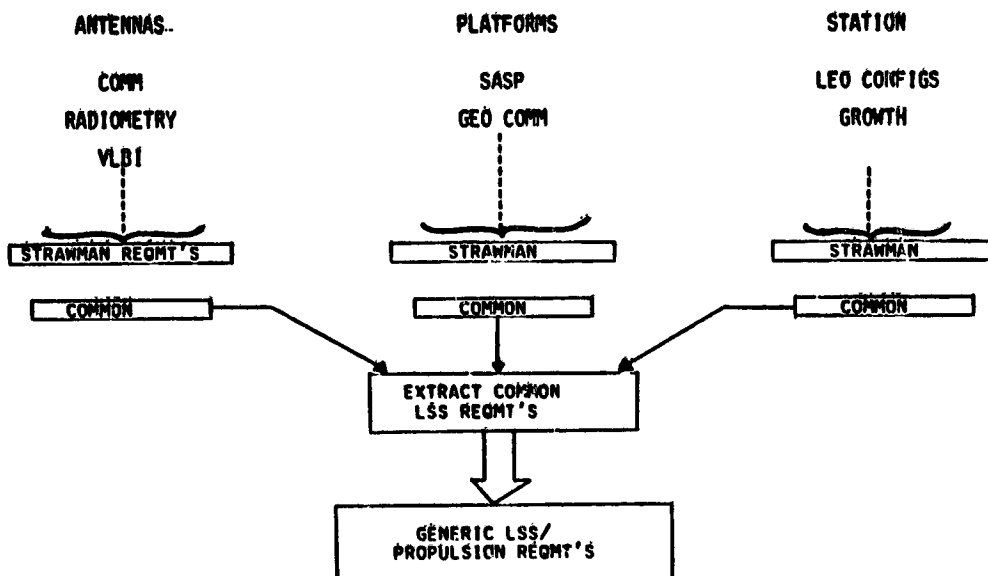 ANTENNAS..
PLATFORMS
STATION
COMM
RADIOMETRY
VLBI
SASP
GEO COMM
LEO CONFIGS
GROWTH
STRAWMAN REQMT'S
STRAWMAN
STRAWMAN
COMMON
COMMON
COMMON
EXTRACT COMMON
LSS REQMT'S
GENERIC LSS/
PROPULSION REQMT'S